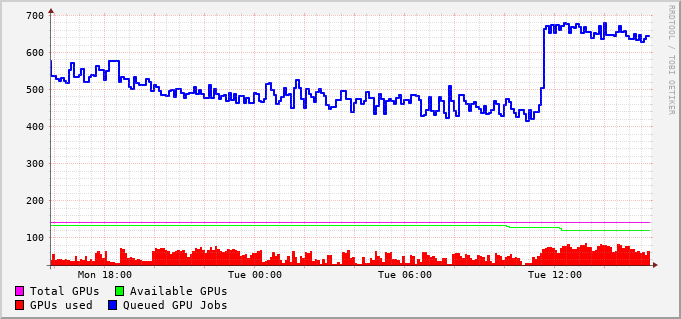 700
600
500
400
300
200
100
Mon 18:00 Tue 00:00 Tue 06:00 Tue 12:00
Total GPUs Available GPUs
GPUs used Queued GPU Jobs
RRDTOOL / TOBI OETIKER